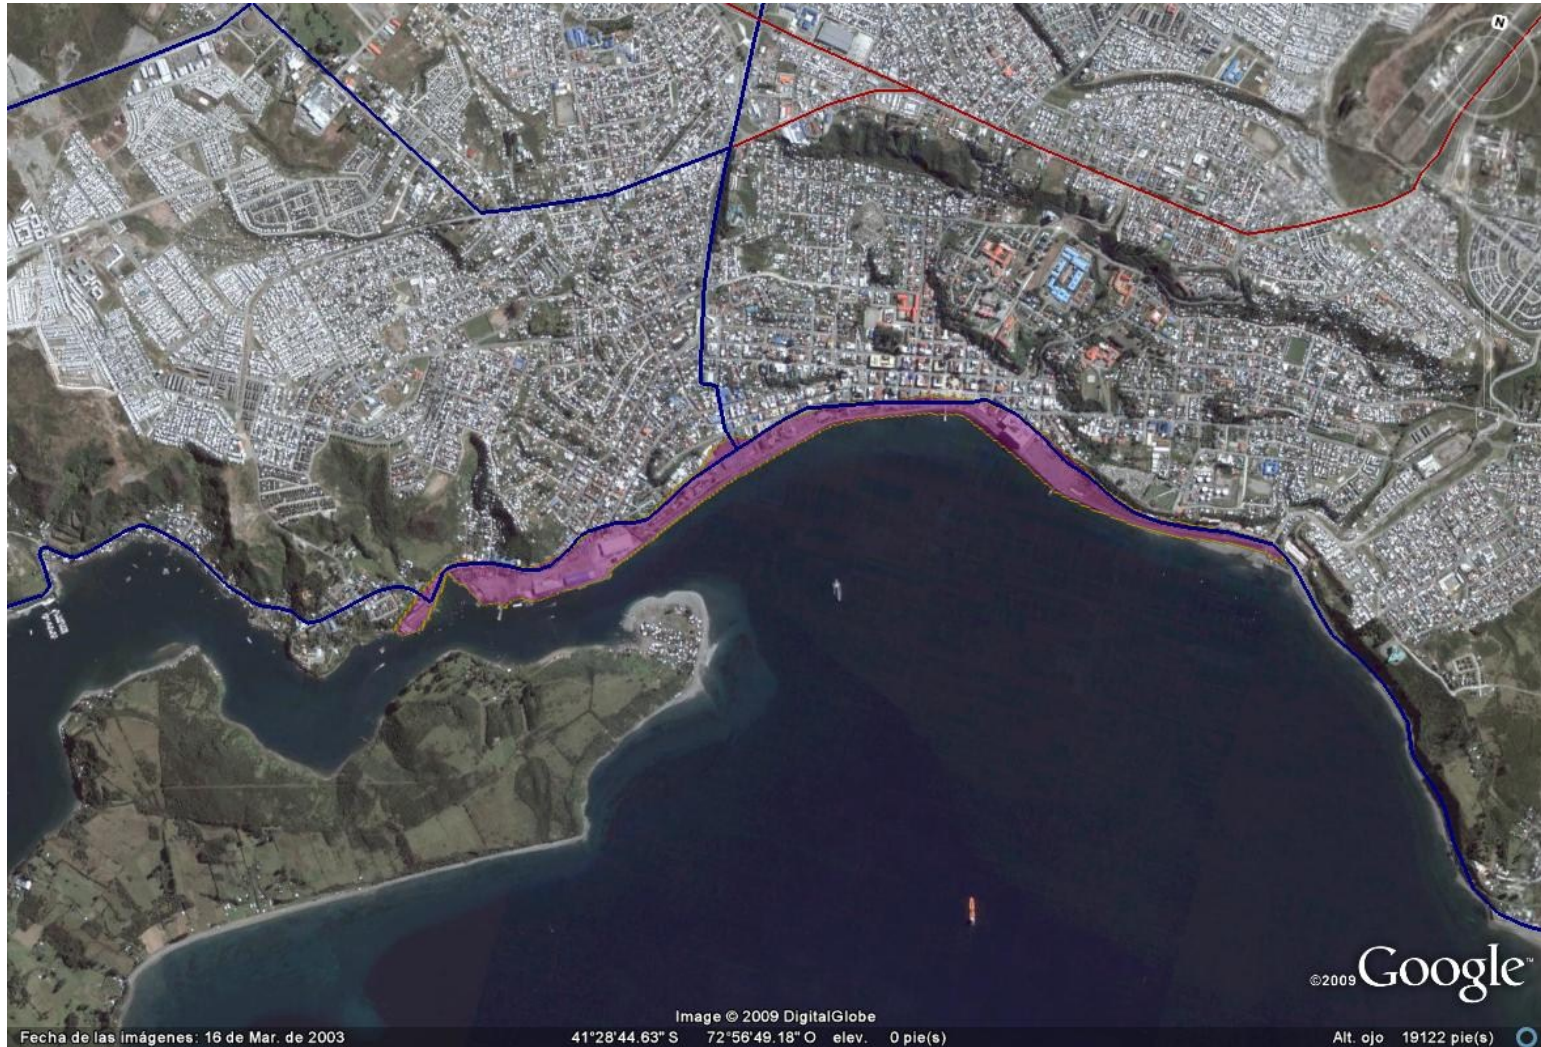 N
©2009 Google™
Image © 2009 DigitalGlobe
Fecha de las imágenes: 16 de Mar. de 2003 41°28'44.63" S 72°56'49.18" O elev. 0 pie(s) Alt. ojo 19122 pie(s)